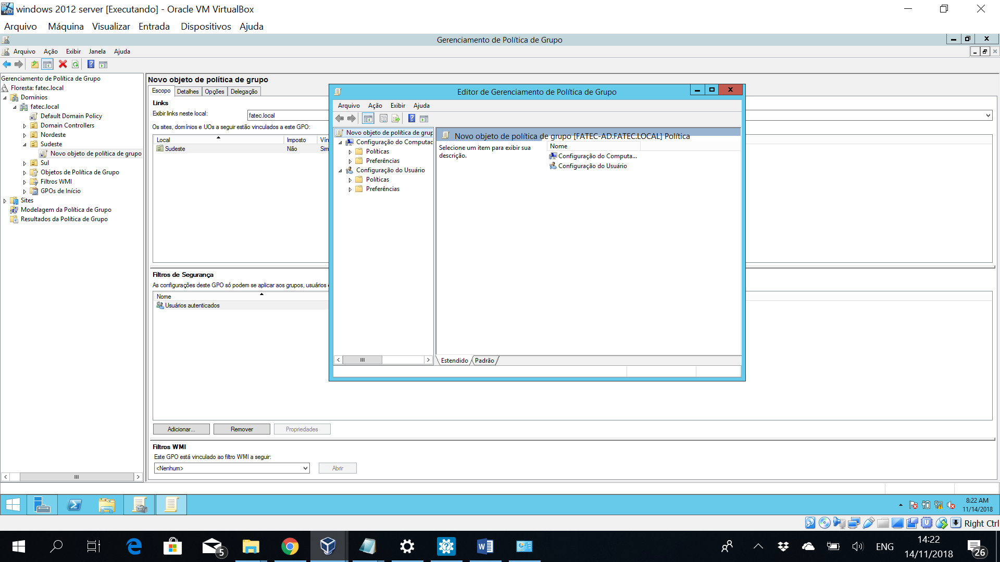 windows 2012 server [Executando] - Oracle VM VirtualBox
Arquivo Máquina Visualizar Entrada Dispositivos Ajuda
Gerenciamento de Política de Grupo
Arquivo Ação Exibir Janela Ajuda
Gerenciamento de Política de Grupo
Floresta: fatec.local
Domínios
fatec.local
Default Domain Policy
Domain Controllers
Nordeste
Sudeste
Novo objeto de política de grupo
Sul
Objetos de Política de Grupo
Filtros WMI
GPOs de Início
Sites
Modelagem da Política de Grupo
Resultados da Política de Grupo
Novo objeto de política de grupo
Escopo Detalhes Opções Delegação
Links
Exibir links neste local:
fatec.local
Os sites, domínios e UOs a seguir estão vinculados a este GPO:
Local Imposto Vín
Sudeste Não Sim
Filtros de Segurança
As configurações deste GPO só podem se aplicar aos grupos, usuários
Nome
Usuários autenticados
Adicionar... Remover Propriedades
Filtros WMI
Este GPO está vinculado ao filtro WMI a seguir:
<Nenhum> Abrir
Editor de Gerenciamento de Política de Grupo
Arquivo Ação Exibir Ajuda
Novo objeto de política de grup
Configuração do Computad
Políticas
Preferências
Configuração do Usuário
Políticas
Preferências
Novo objeto de política de grupo [FATEC-AD.FATEC.LOCAL] Política
Selecione um item para exibir sua
descrição.
Nome
Configuração do Computa...
Configuração do Usuário
Estendido Padrão
8:22 AM
11/14/2018
Right Ctrl
5
ENG
14:22
14/11/2018
26